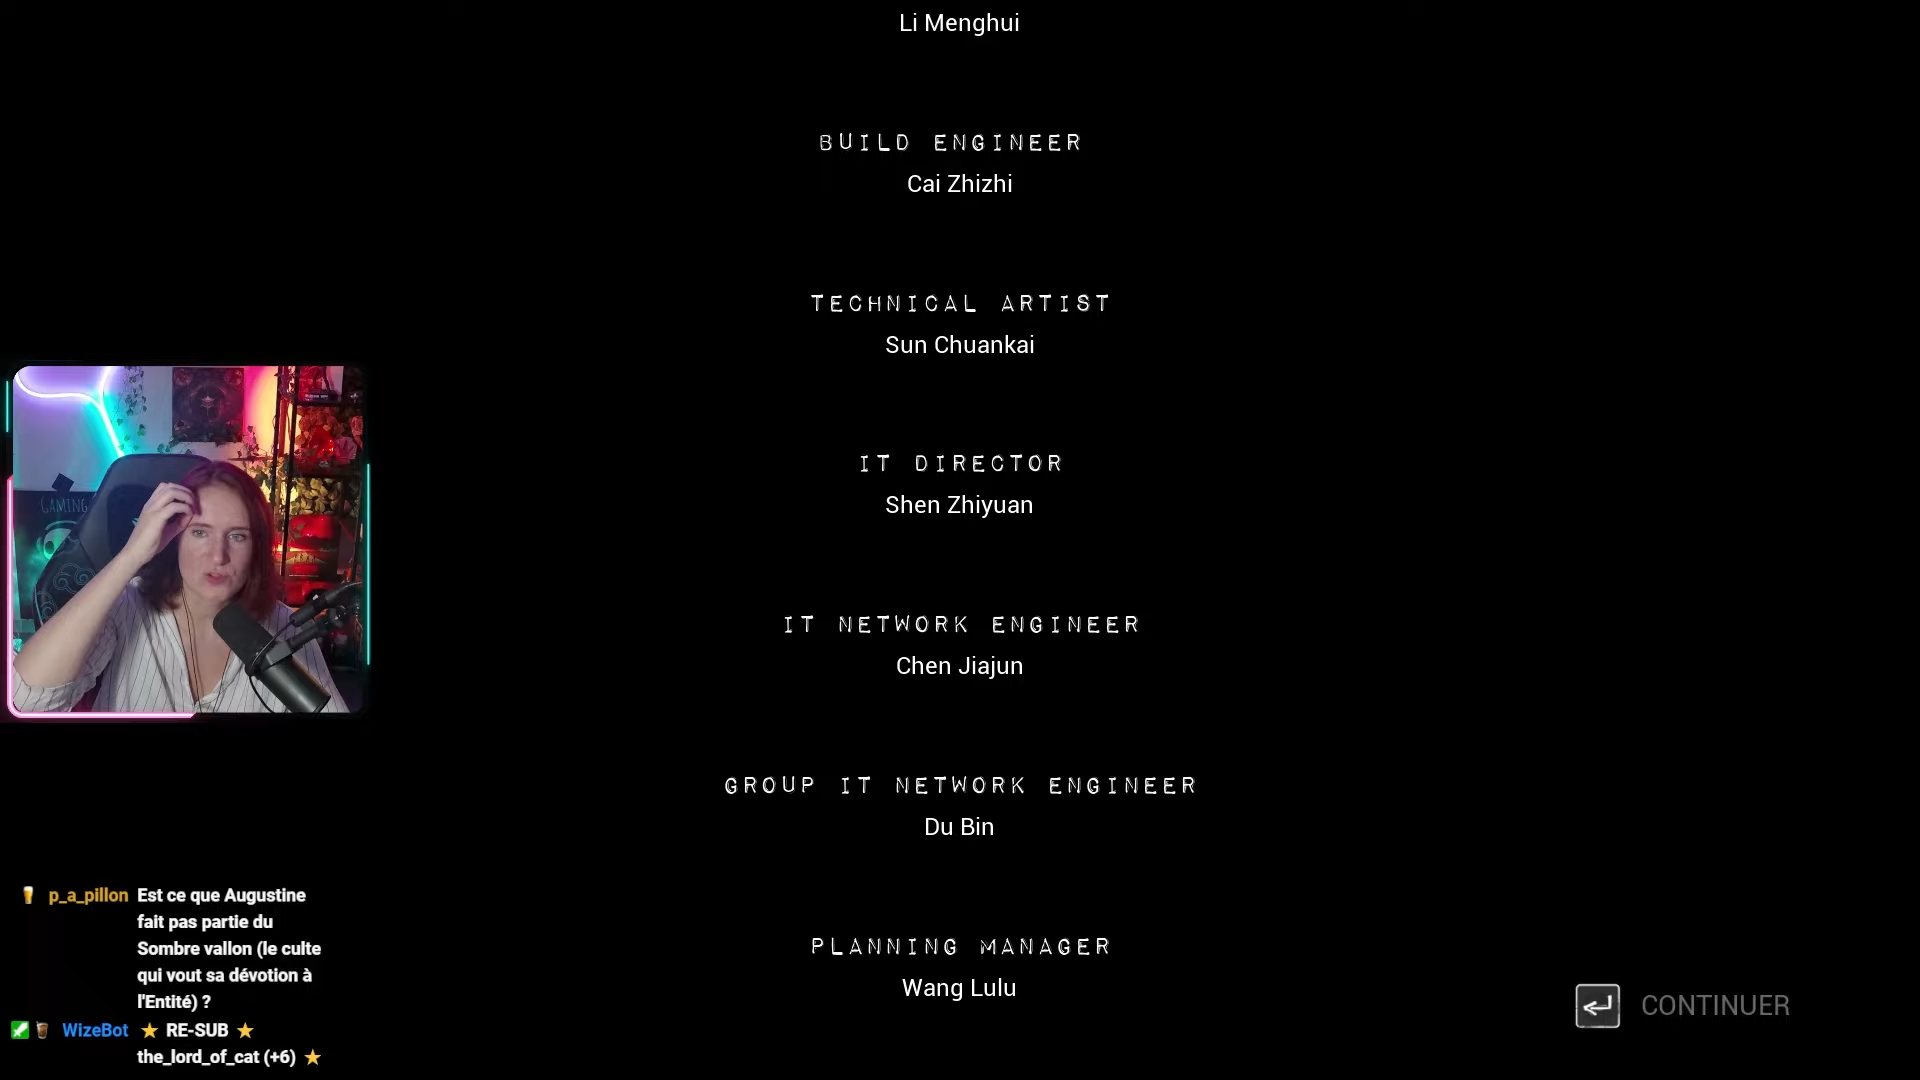 Li Menghui
BUILD ENGINEER
Cai Zhizhi
TECHNICAL ARTIST
Sun Chuankai
IT DIRECTOR
Shen Zhiyuan
IT NETWORK ENGINEER
Chen Jiajun
GROUP IT NETWORK ENGINEER
Du Bin
PLANNING MANAGER
Wang Lulu
CONTINUER
GAMING
p_a_pillon Est ce que Augustine
fait pas partie du
Sombre vallon (le culte
qui vout sa dévotion à
l'Entité) ?
WizeBot ⭐ RE-SUB ⭐
the_lord_of_cat (+6) ⭐